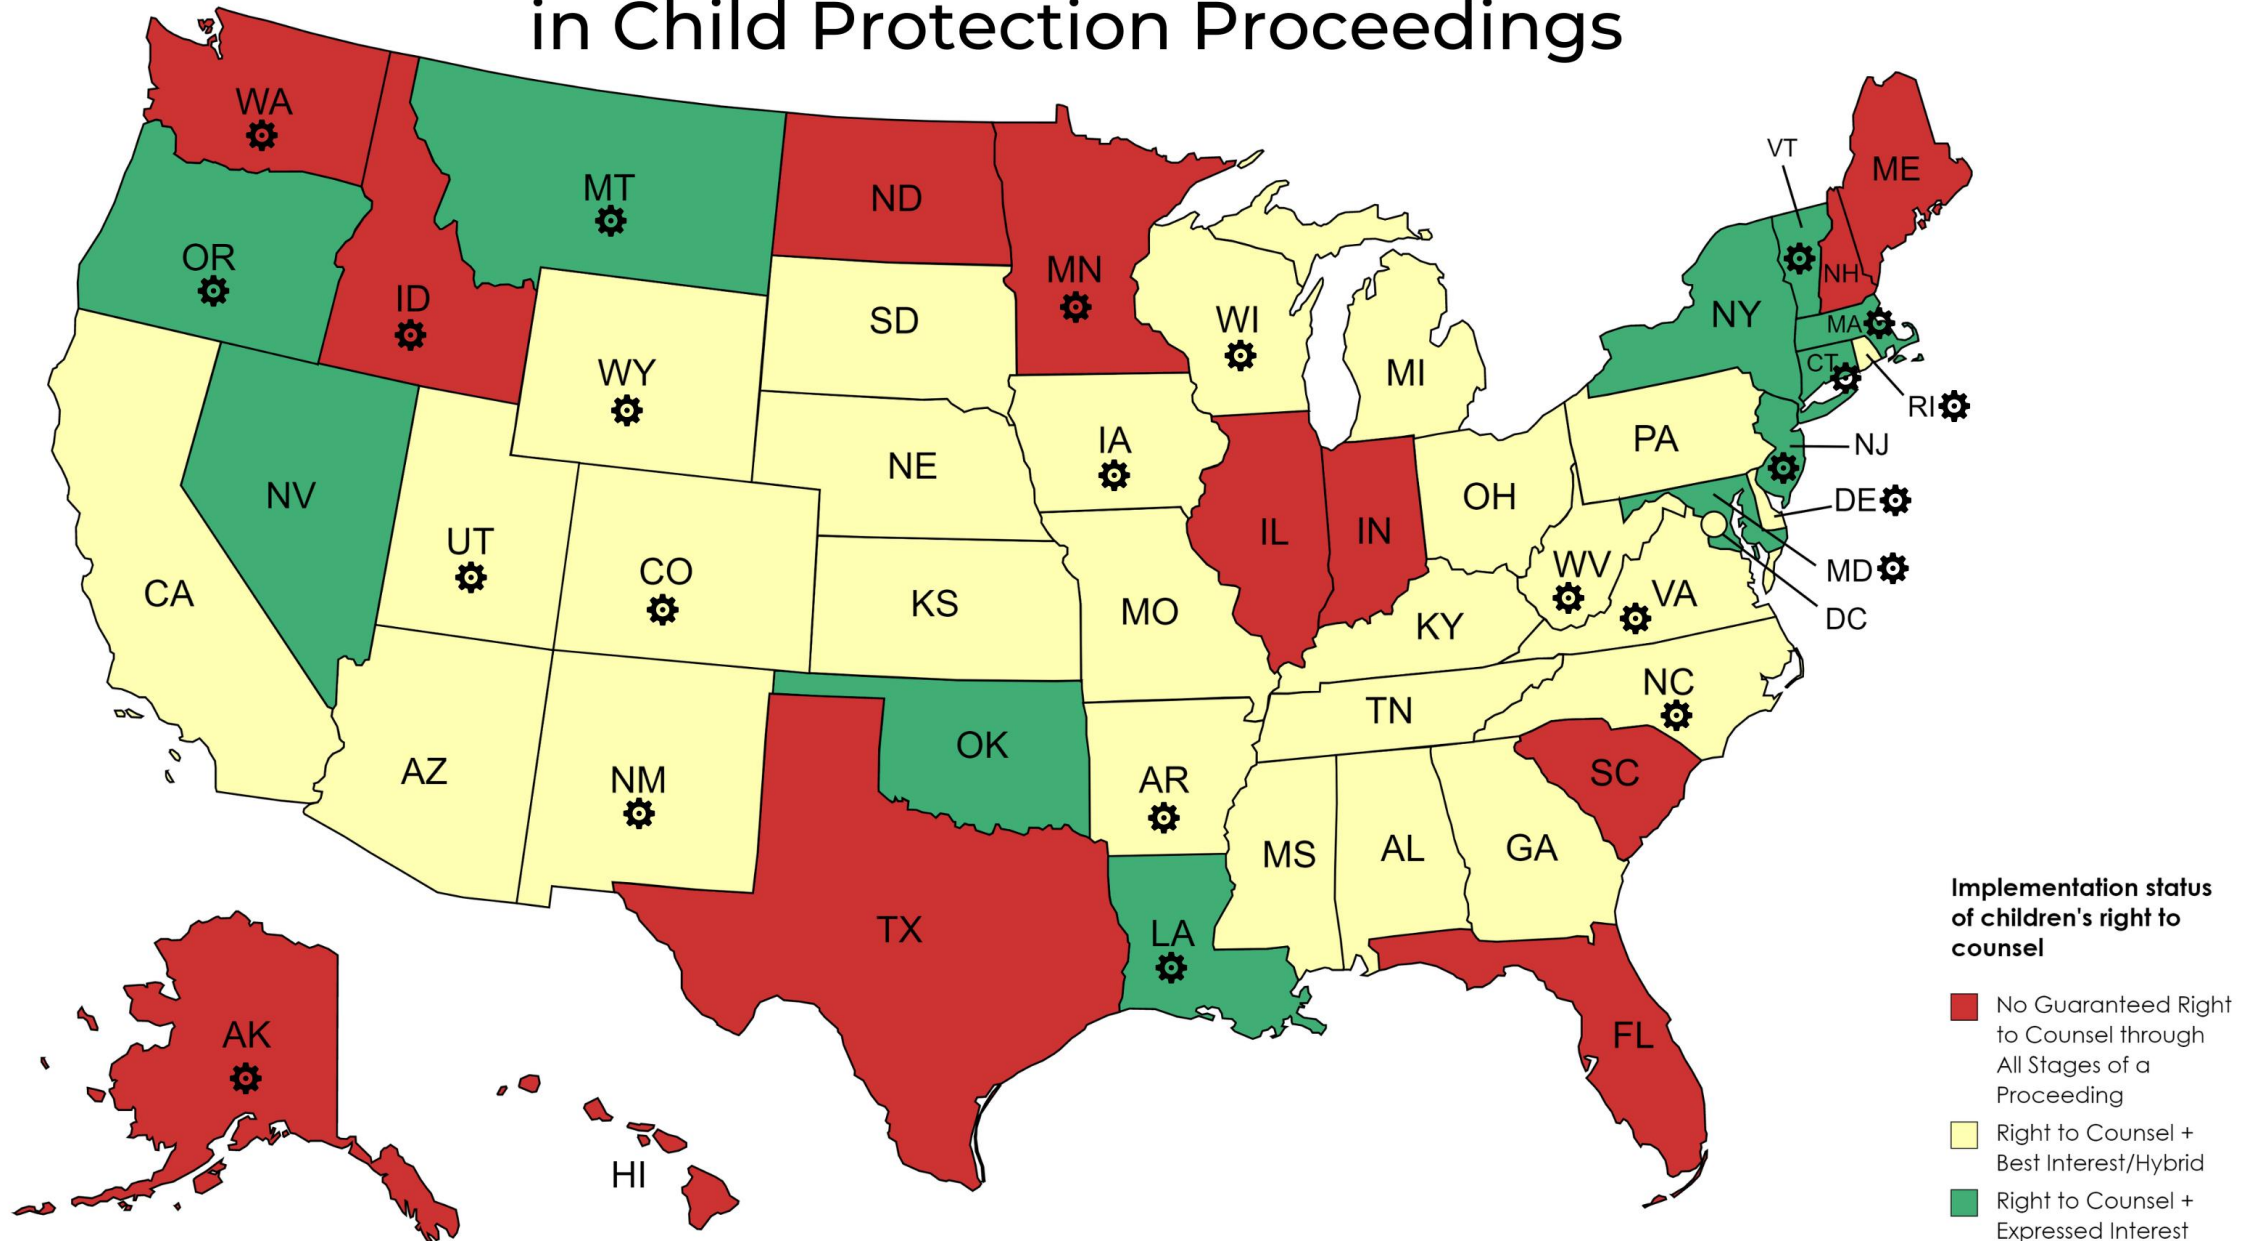 in Child Protection Proceedings
WA
MT
ND
MN
ME
VT
OR
ID
NH
NY
MA
SD
WI
MI
CT
WY
RI
IA
PA
NJ
NE
OH
DE
NV
UT
CO
IL
IN
WV
MD
CA
KS
MO
KY
VA
DC
NC
TN
OK
AZ
NM
AR
SC
MS
AL
GA
TX
LA
FL
AK
HI
Implementation status
of children's right to
counsel
No Guaranteed Right
to Counsel through
All Stages of a
Proceeding
Right to Counsel +
Best Interest/Hybrid
Right to Counsel +
Expressed Interest